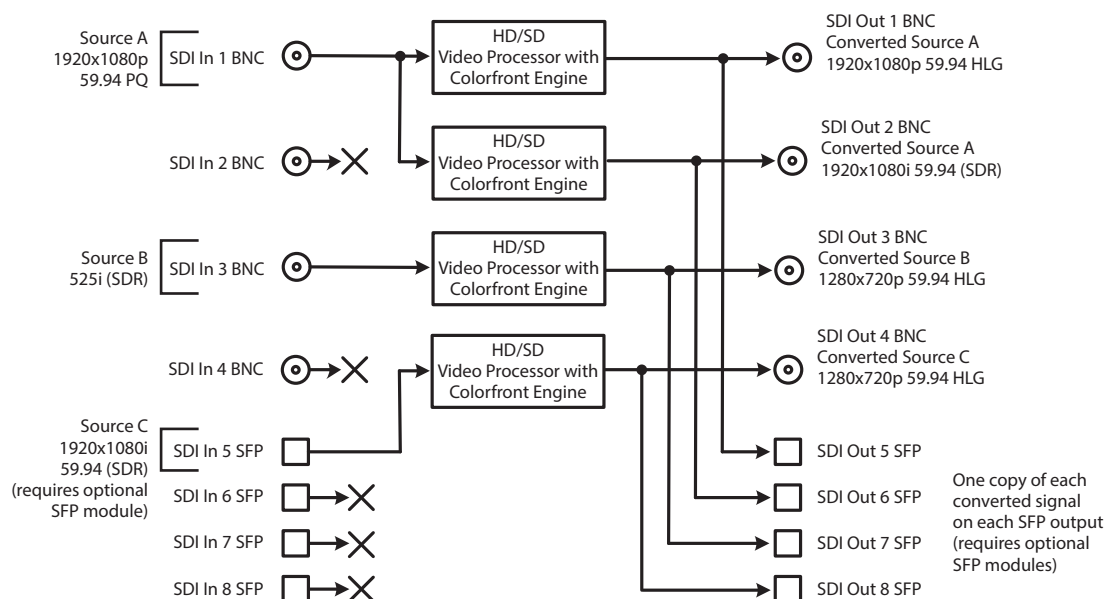 Source A
1920x1080p
59.94 PQ
SDI In 1 BNC
HD/SD
Video Processor with
Colorfront Engine
SDI Out 1 BNC
Converted Source A
1920x1080p 59.94 HLG
SDI In 2 BNC
HD/SD
Video Processor with
Colorfront Engine
SDI Out 2 BNC
Converted Source A
1920x1080i 59.94 (SDR)
Source B
525i (SDR)
SDI In 3 BNC
HD/SD
Video Processor with
Colorfront Engine
SDI Out 3 BNC
Converted Source B
1280x720p 59.94 HLG
SDI In 4 BNC
HD/SD
Video Processor with
Colorfront Engine
SDI Out 4 BNC
Converted Source C
1280x720p 59.94 HLG
Source C
1920x1080i
59.94 (SDR)
(requires optional
SFP module)
SDI In 5 SFP
SDI In 6 SFP
SDI In 7 SFP
SDI In 8 SFP
SDI Out 5 SFP
SDI Out 6 SFP
SDI Out 7 SFP
SDI Out 8 SFP
One copy of each
converted signal
on each SFP output
(requires optional
SFP modules)